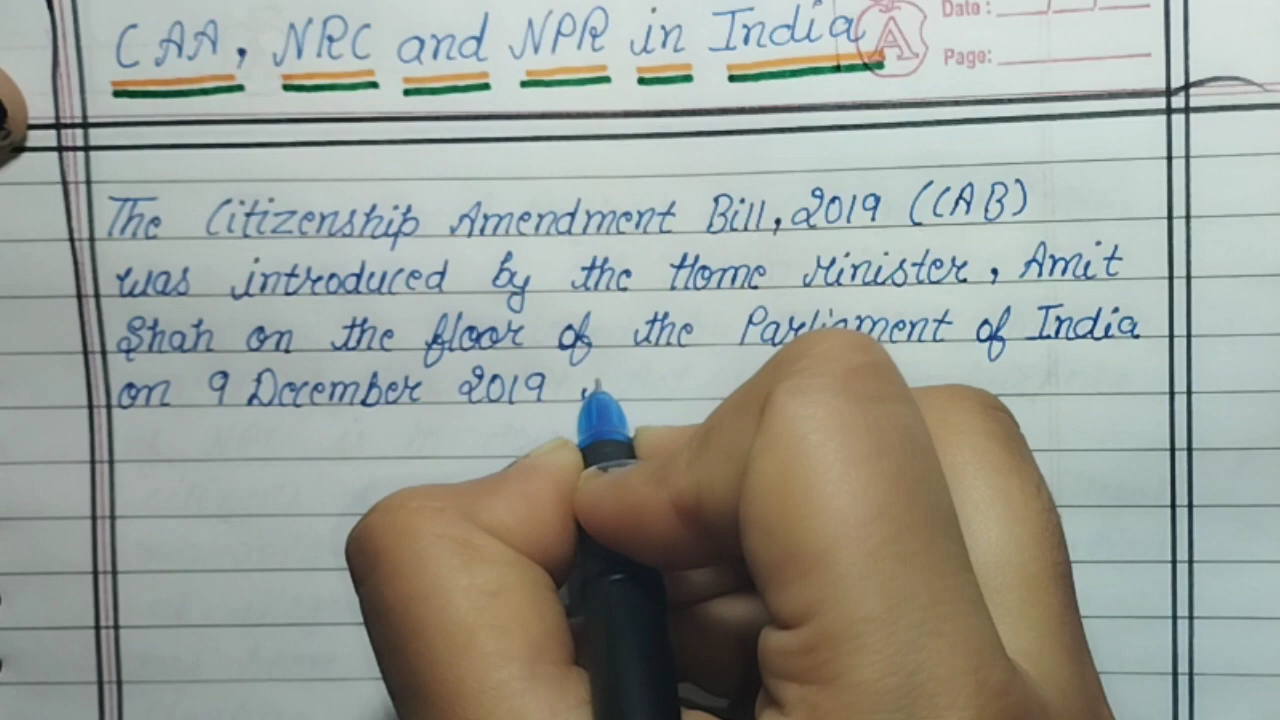 CAA, NRC and NPR in India
A
Date :
Page:
The Citizenship Amendment Bill, 2019 (CAB)
was introduced by the Home Minister, Amit
Shah on the floor of the Parliament of India
on 9 December 2019